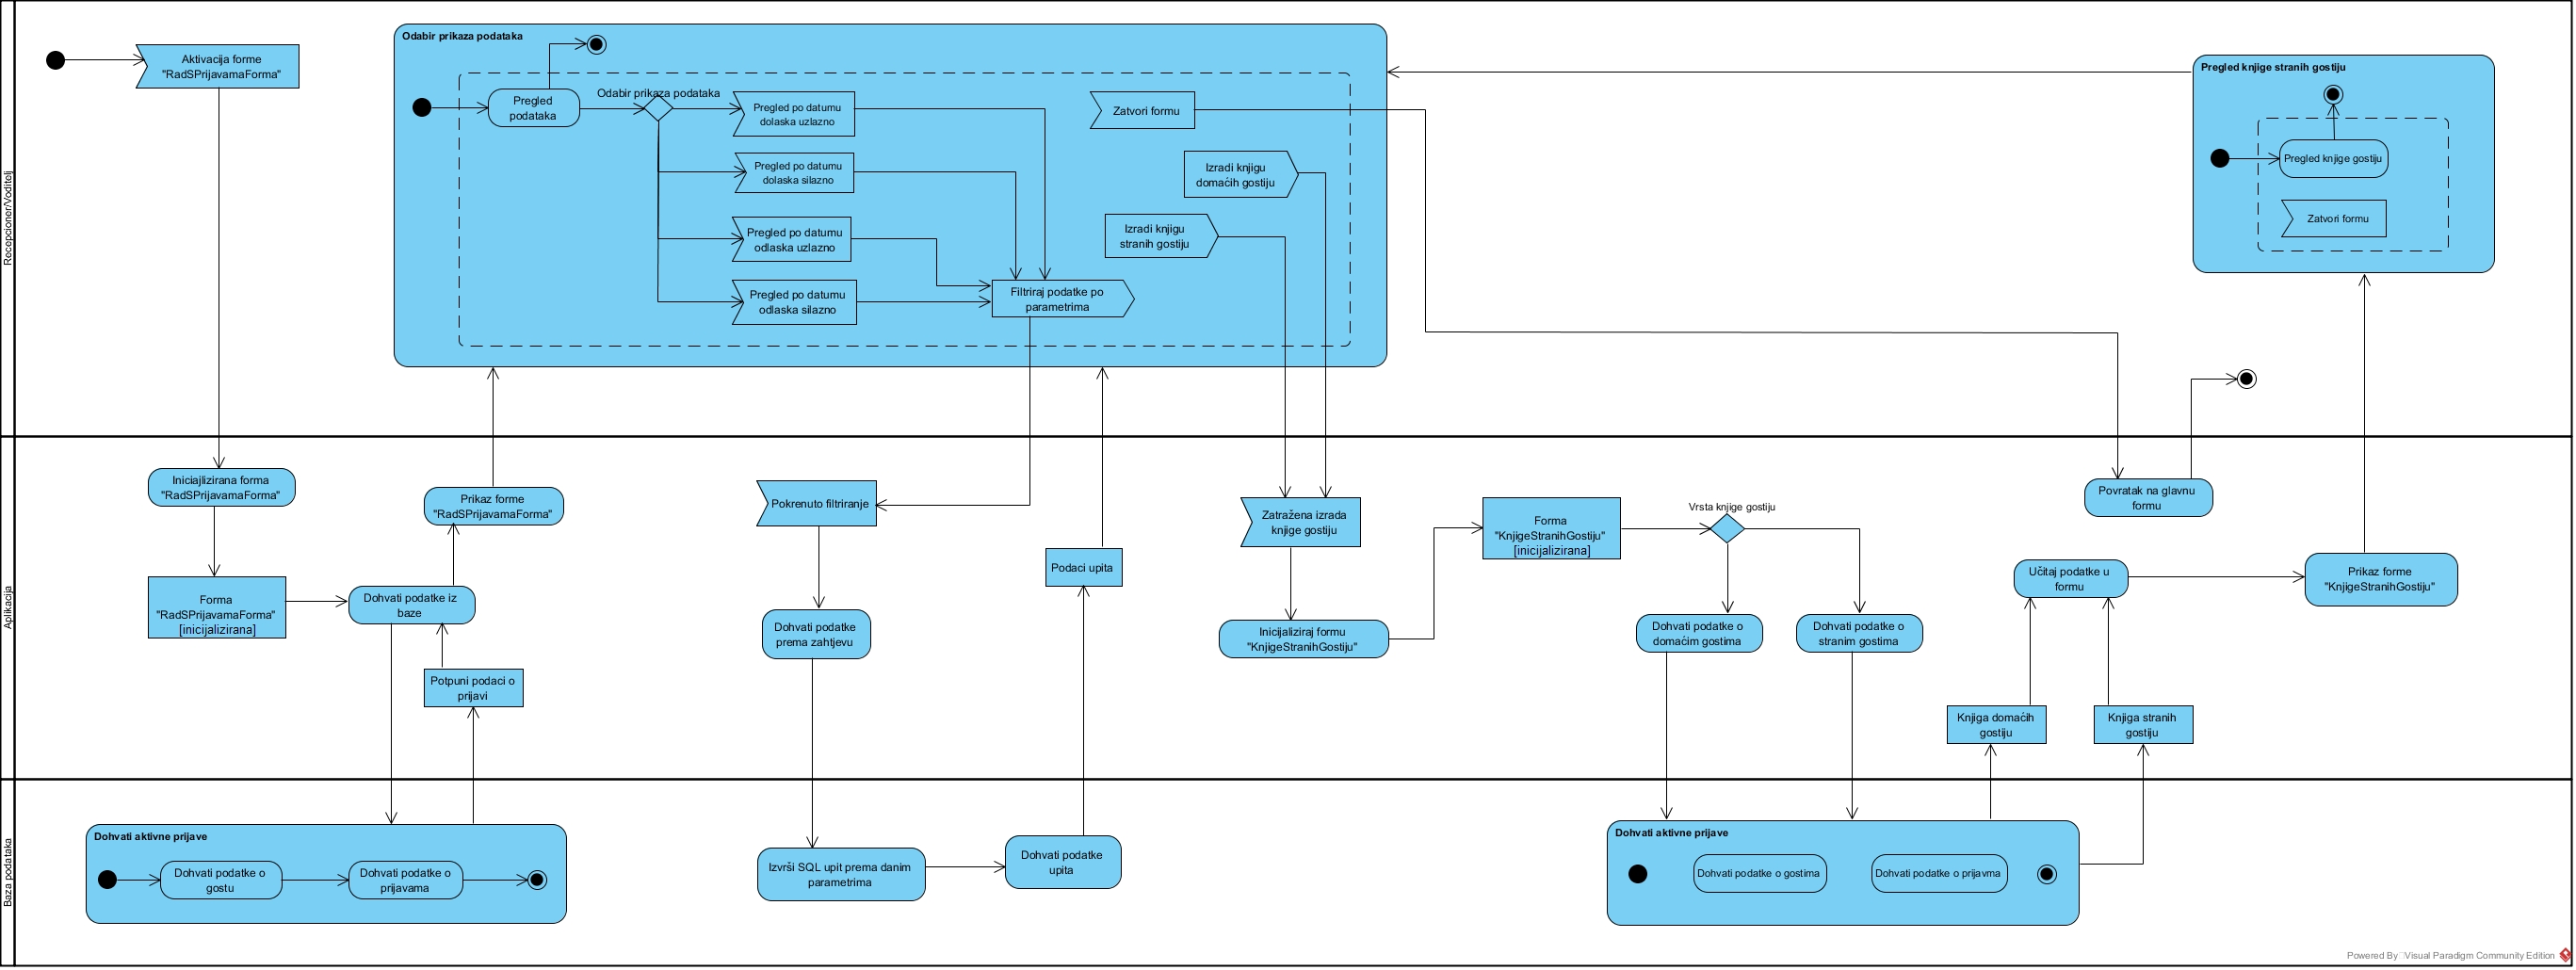 Recepcioner/Voditelj
Aktivacija forme
"RadSPrijavamaForma"
Odabir prikaza podataka
Pregled
podataka
Odabir prikaza podataka
Pregled po datumu
dolaska uzlazno
Pregled po datumu
dolaska silazno
Pregled po datumu
odlaska uzlazno
Pregled po datumu
odlaska silazno
Filtriraj podatke po
parametrima
Zatvori formu
Izradi knjigu
domaćih gostiju
Izradi knjigu
stranih gostiju
Pregled knjige stranih gostiju
Pregled knjige gostiju
Zatvori formu
Aplikacija
Iniciajlizirana forma
"RadSPrijavamaForma"
Forma
"RadSPrijavamaForma"
[inicijalizirana]
Prikaz forme
"RadSPrijavamaForma"
Dohvati podatke iz
baze
Potpuni podaci o
prijavi
Pokrenuto filtriranje
Dohvati podatke
prema zahtjevu
Podaci upita
Zatražena izrada
knjige gostiju
Inicijaliziraj formu
"KnjigeStranihGostiju"
Forma
"KnjigeStranihGostiju"
[inicijalizirana]
Vrsta knjige gostiju
Dohvati podatke o
domaćim gostima
Dohvati podatke o
stranim gostima
Povratak na glavnu
formu
Učitaj podatke u
formu
Prikaz forme
"KnjigeStranihGostiju"
Knjiga domaćih
gostiju
Knjiga stranih
gostiju
Baza podataka
Dohvati aktivne prijave
Dohvati podatke o
gostu
Dohvati podatke o
prijavama
Izvrši SQL upit prema danim
parametrima
Dohvati podatke
upita
Dohvati aktivne prijave
Dohvati podatke o gostima
Dohvati podatke o prijavma
Powered By Visual Paradigm Community Edition